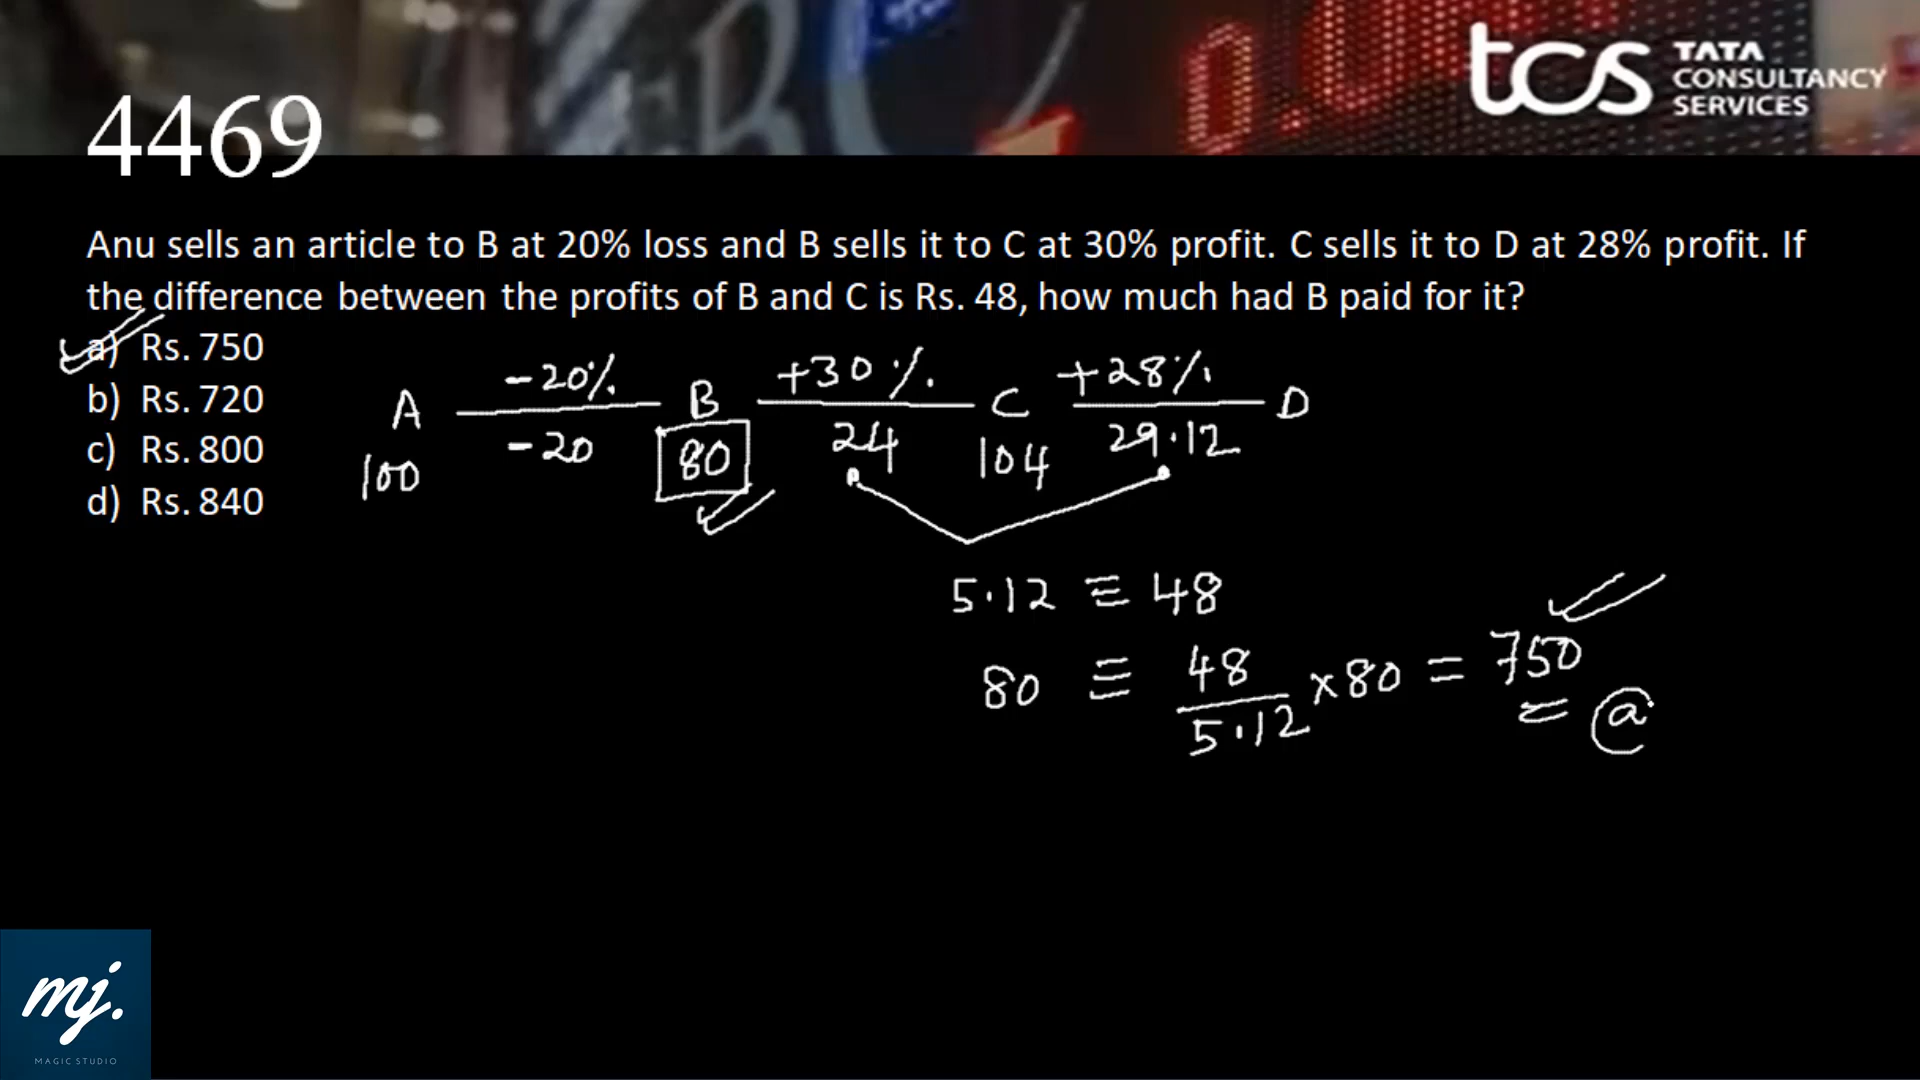 tcs TATA
CONSULTANCY
SERVICES
4469
Anu sells an article to B at 20% loss and B sells it to C at 30% profit. C sells it to D at 28% profit. If
the difference between the profits of B and C is Rs. 48, how much had B paid for it?
a) Rs. 750
b) Rs. 720
c) Rs. 800
d) Rs. 840
-20% +30% +28%
A B C D
-20 24 29.12
100 80 104
5.12 ≡ 48
80 ≡ 48/5.12 x80 = 750
= @
mj.
MAGIC STUDIO